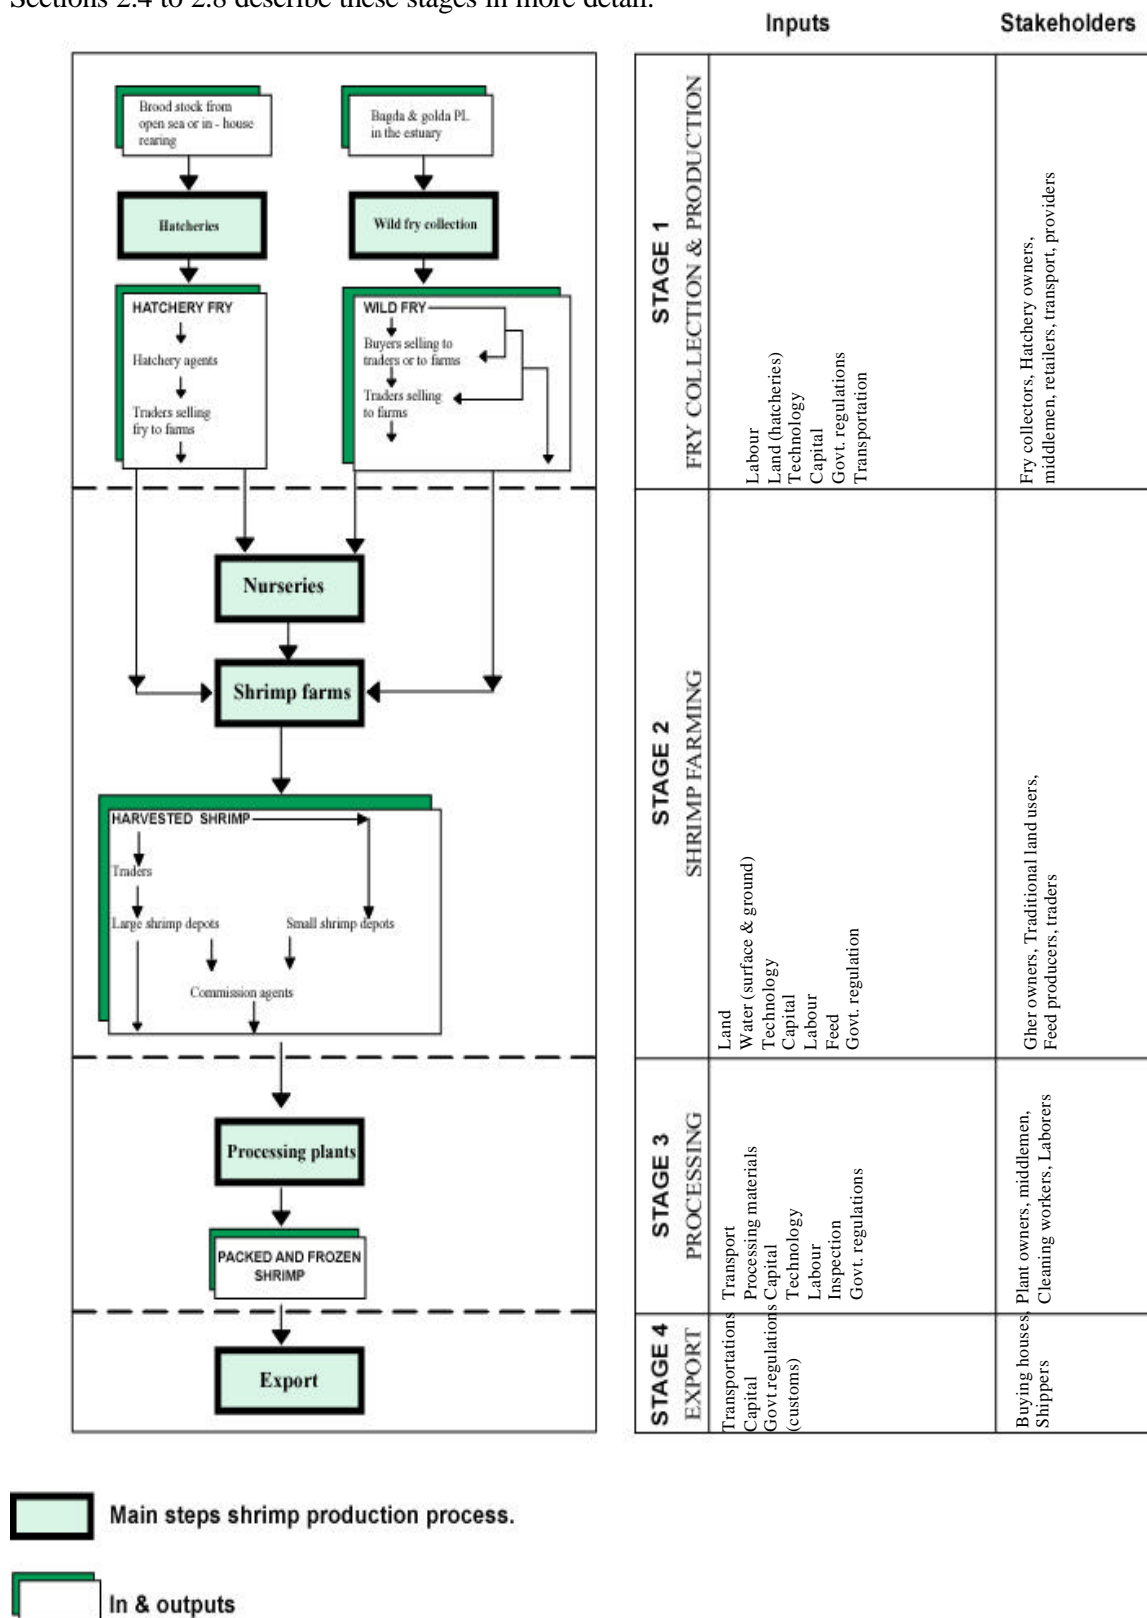 Sections 2.4 to 2.8 describe these stages in more detail.
Inputs
Stakeholders
Brood stock from
open sea or in - house
rearing
Bagda & golda PL
in the estuary
Hatcheries
Wild fry collection
HATCHERY FRY
Hatchery agents
Traders selling
fry to farms
WILD FRY
Buyers selling to
traders or to farms
Traders selling
to farms
STAGE 1
FRY COLLECTION & PRODUCTION
Labour
Land (hatcheries)
Technology
Capital
Govt. regulations
Transportation
Fry collectors, Hatchery owners,
middlemen, retailers, transport, providers
Nurseries
Shrimp farms
HARVESTED SHRIMP
Traders
Large shrimp depots
Small shrimp depots
Commission agents
STAGE 2
SHRIMP FARMING
Land
Water (surface & ground)
Technology
Capital
Labour
Feed
Govt. regulation
Gher owners, Traditional land users,
Feed producers, traders
Processing plants
PACKED AND FROZEN
SHRIMP
STAGE 3
PROCESSING
Transport
Processing materials
Capital
Technology
Labour
Inspection
Govt. regulations
Plant owners, middlemen,
Cleaning workers, Laborers
Export
STAGE 4
EXPORT
Transportations
Capital
Govt.regulations
(customs)
Buying houses,
Shippers
Main steps shrimp production process.
In & outputs